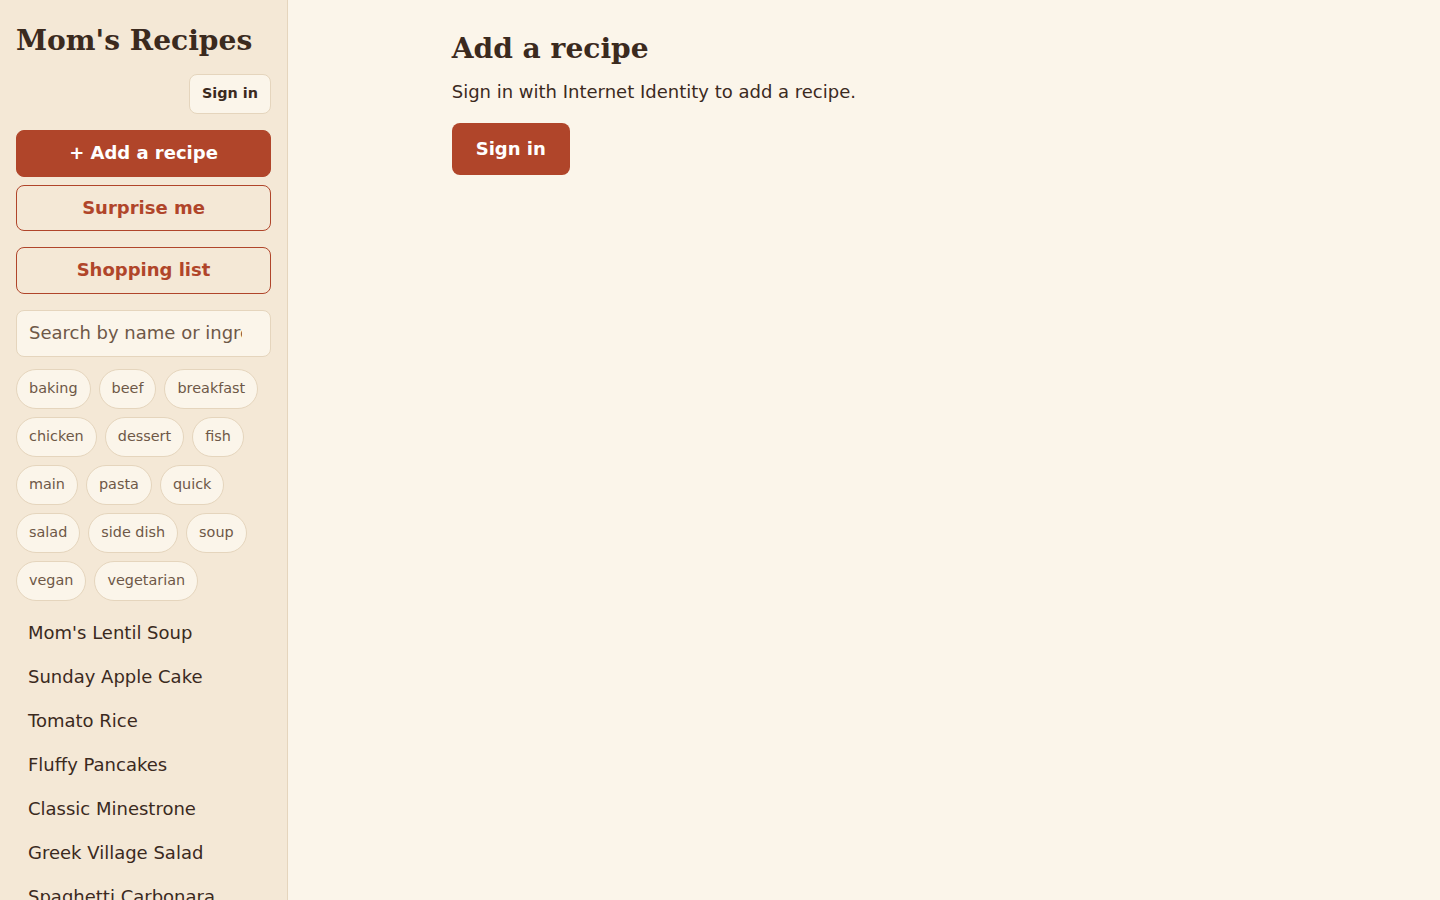 Mom's Recipes
Sign in
+ Add a recipe
Surprise me
Shopping list
Search by name or
baking beef breakfast
chicken dessert fish
main pasta quick
salad side dish soup
vegan vegetarian
Mom's Lentil Soup
Sunday Apple Cake
Tomato Rice
Fluffy Pancakes
Classic Minestrone
Greek Village Salad
Spaghetti Carbonara
Add a recipe
Sign in with Internet Identity to add a recipe.
Sign in